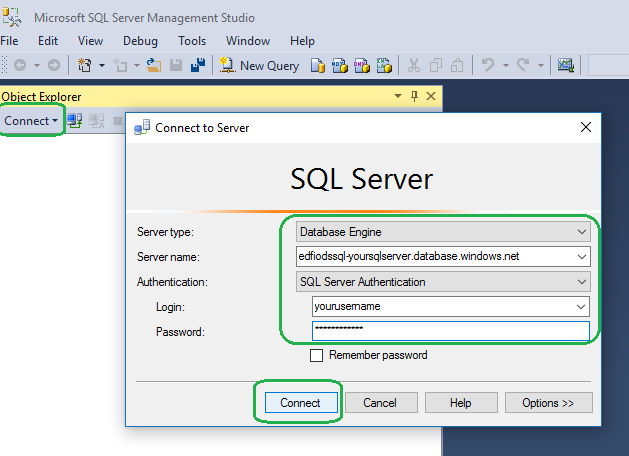 Microsoft SQL Server Management Studio
File Edit View Debug Tools Window Help
New Query
Object Explorer
Connect
Connect to Server
SQL Server
Server type: Database Engine
Server name: edfiodssql-yoursqlserver.database.windows.net
Authentication: SQL Server Authentication
Login: yourusername
Password: ************
Remember password
Connect Cancel Help Options >>